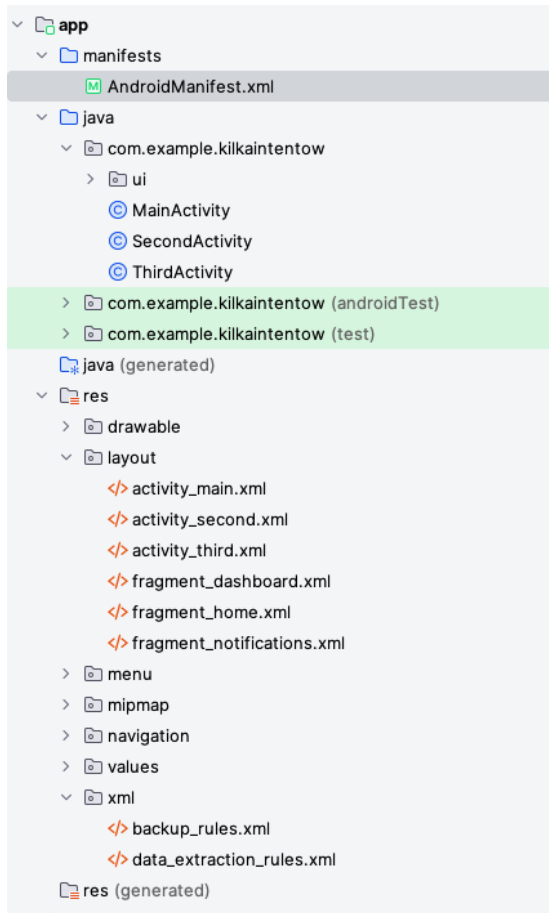 app
manifests
AndroidManifest.xml
java
com.example.kilkaintentow
ui
MainActivity
SecondActivity
ThirdActivity
com.example.kilkaintentow (androidTest)
com.example.kilkaintentow (test)
java (generated)
res
drawable
layout
activity_main.xml
activity_second.xml
activity_third.xml
fragment_dashboard.xml
fragment_home.xml
fragment_notifications.xml
menu
mipmap
navigation
values
xml
backup_rules.xml
data_extraction_rules.xml
res (generated)